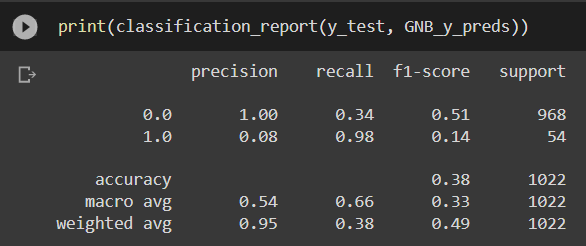 print(classification_report(y_test, GNB_y_preds))
precision recall f1-score support
0.0 1.00 0.34 0.51 968
1.0 0.08 0.98 0.14 54
accuracy 0.38 1022
macro avg 0.54 0.66 0.33 1022
weighted avg 0.95 0.38 0.49 1022